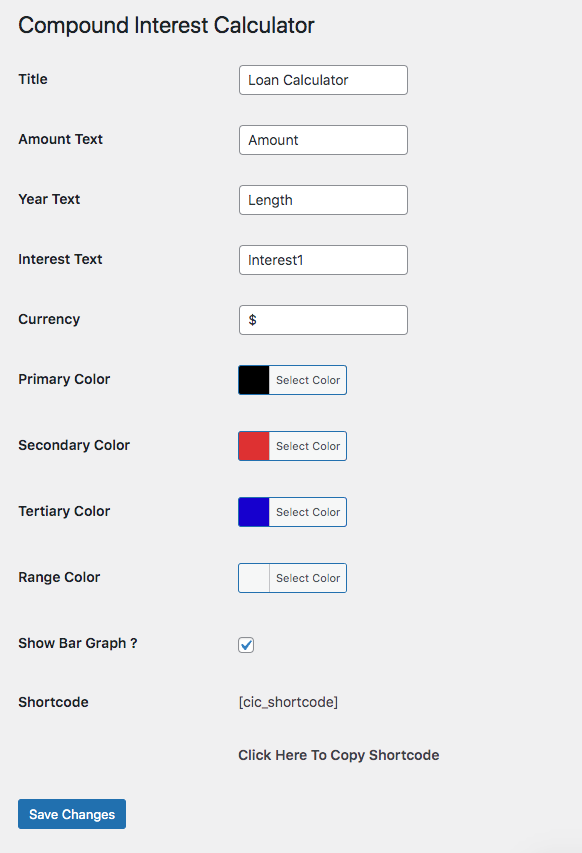 Compound Interest Calculator
Title
Loan Calculator
Amount Text
Amount
Year Text
Length
Interest Text
Interest1
Currency
$
Primary Color
Select Color
Secondary Color
Select Color
Tertiary Color
Select Color
Range Color
Select Color
Show Bar Graph ?
Shortcode
[cic_shortcode]
Click Here To Copy Shortcode
Save Changes